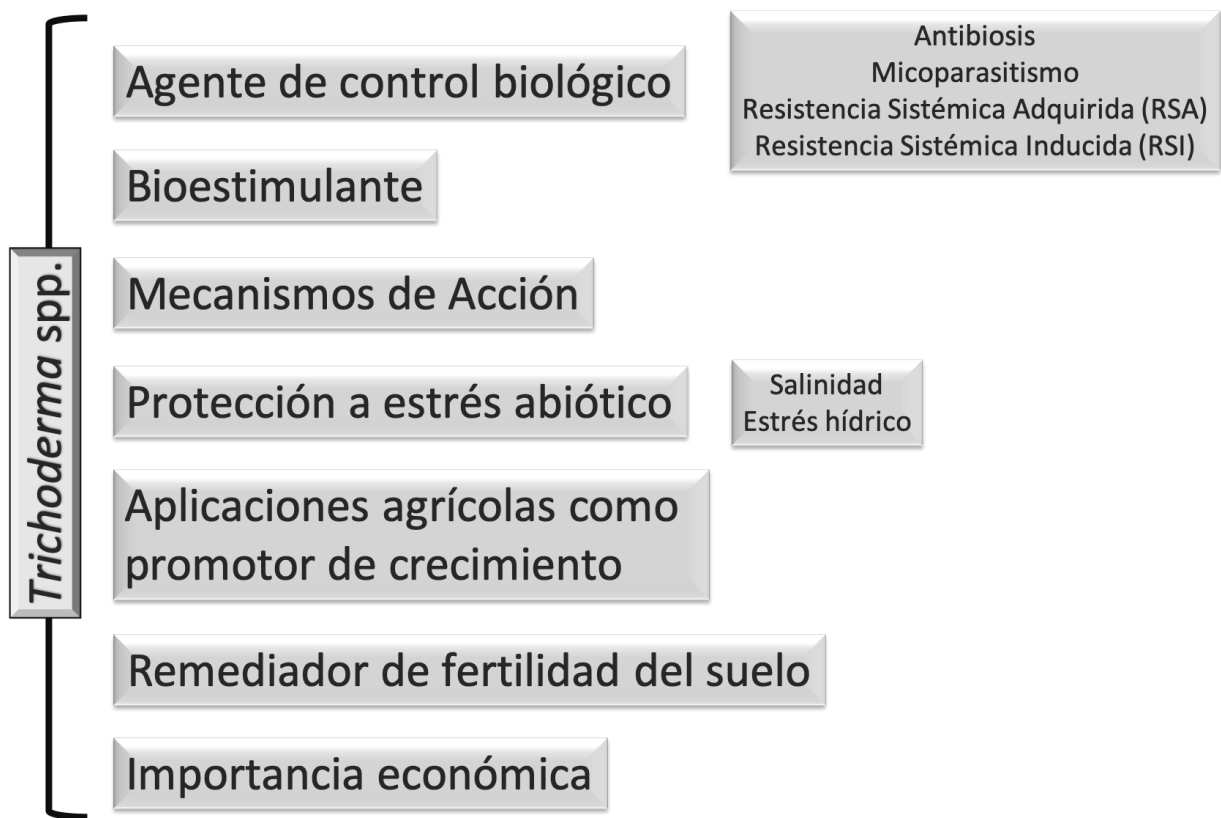 Trichoderma spp.
Agente de control biológico
Antibiosis
Micoparasitismo
Resistencia Sistémica Adquirida (RSA)
Resistencia Sistémica Inducida (RSI)
Bioestimulante
Mecanismos de Acción
Protección a estrés abiótico
Salinidad
Estrés hídrico
Aplicaciones agrícolas como
promotor de crecimiento
Remediador de fertilidad del suelo
Importancia económica